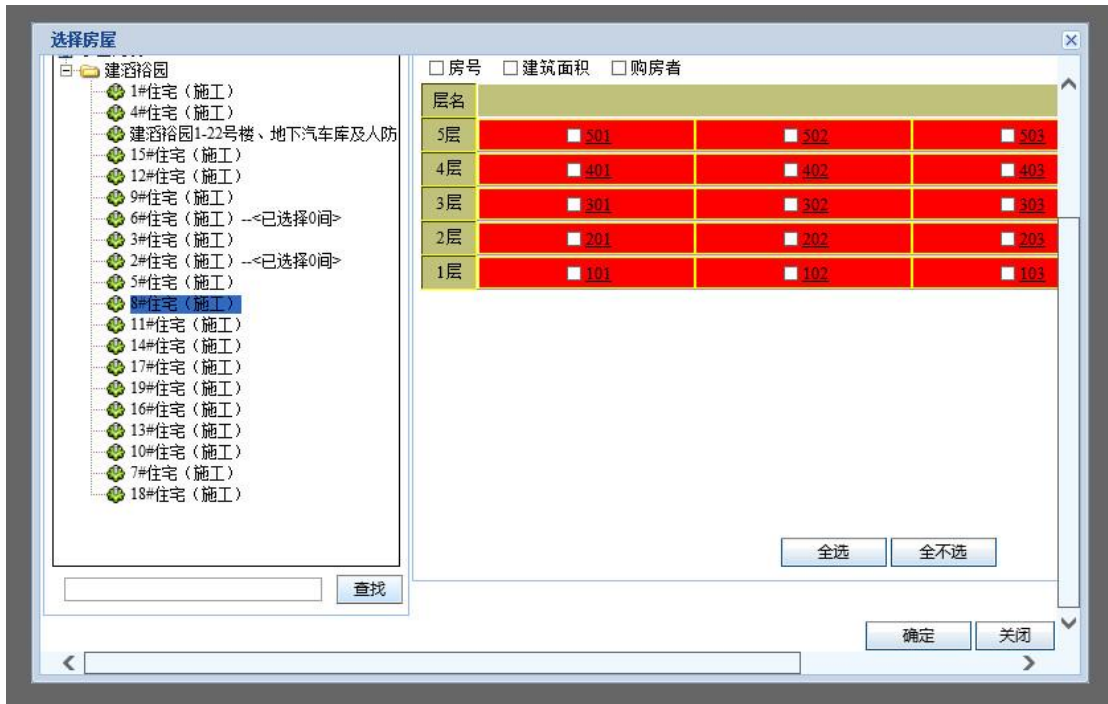 选择房屋
建滔裕园
1#住宅（施工）
4#住宅（施工）
建滔裕园1-22号楼、地下汽车库及人防
15#住宅（施工）
12#住宅（施工）
9#住宅（施工）
6#住宅（施工）--<已选择0间>
3#住宅（施工）
2#住宅（施工）--<已选择0间>
5#住宅（施工）
8#住宅（施工）
11#住宅（施工）
14#住宅（施工）
17#住宅（施工）
19#住宅（施工）
16#住宅（施工）
13#住宅（施工）
10#住宅（施工）
7#住宅（施工）
18#住宅（施工）
查找
房号 建筑面积 购房者
层名
5层 501 502 503
4层 401 402 403
3层 301 302 303
2层 201 202 203
1层 101 102 103
全选 全不选
确定 关闭